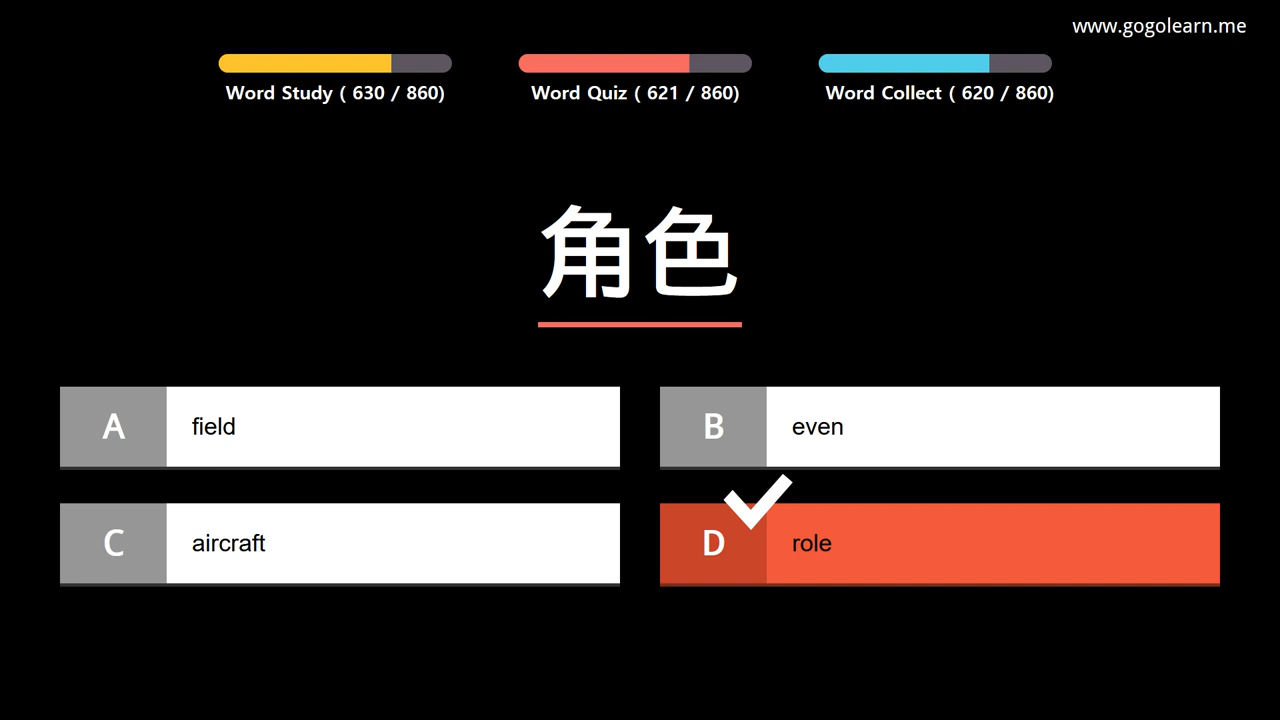 www.gogolearn.me
Word Study ( 630 / 860)
Word Quiz ( 621 / 860)
Word Collect ( 620 / 860)
角色
A field
B even
C aircraft
D role